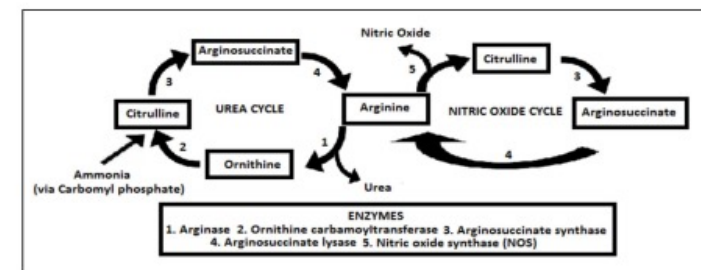 Nitric Oxide
Arginosuccinate
Citrulline
3
4
5
3
Citrulline
UREA CYCLE
Arginine
NITRIC OXIDE CYCLE
Arginosuccinate
2
1
4
Ammonia
(via Carbomyl phosphate)
Ornithine
Urea
ENZYMES
1. Arginase 2. Ornithine carbamoyltransferase 3. Arginosuccinate synthase
4. Arginosuccinate lysase 5. Nitric oxide synthase (NOS)